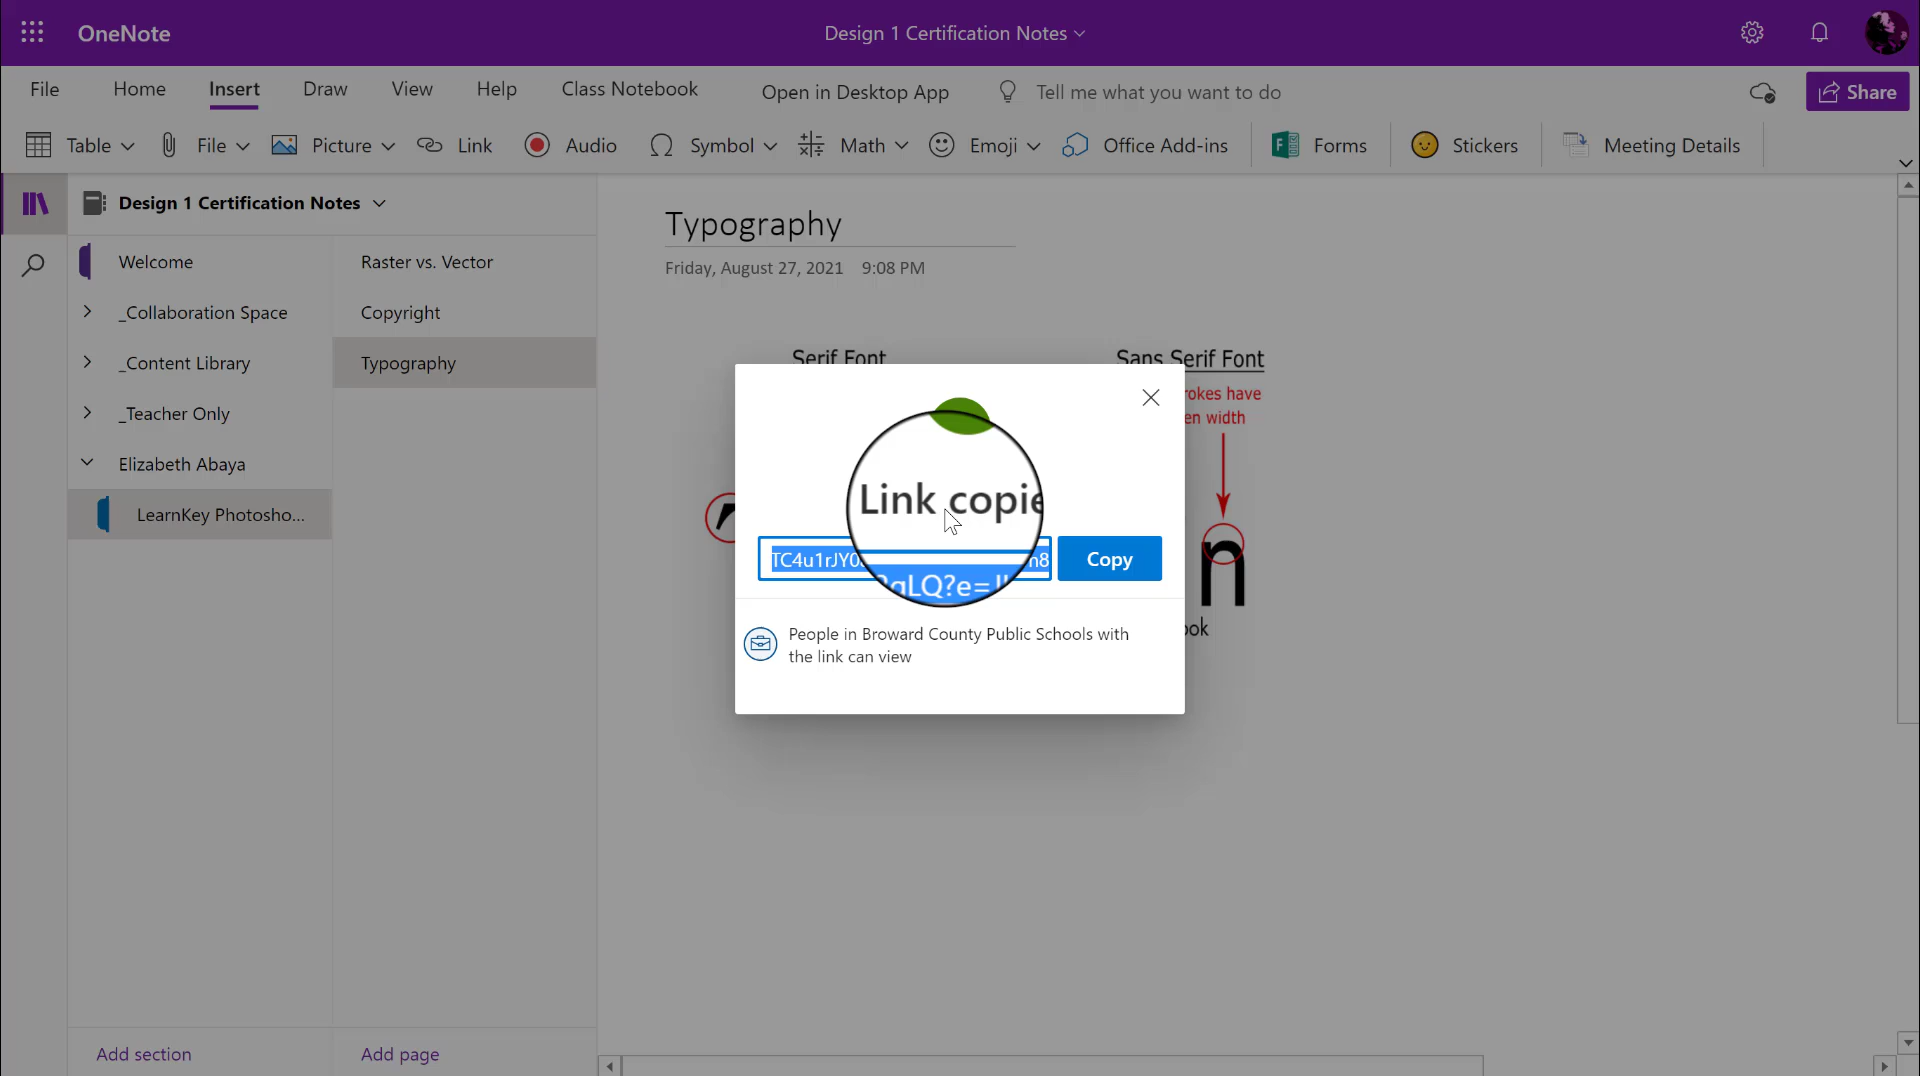 OneNote
Design 1 Certification Notes
File Home Insert Draw View Help Class Notebook Open in Desktop App Tell me what you want to do Share
Table File Picture Link Audio Symbol Math Emoji Office Add-ins Forms Stickers Meeting Details
Design 1 Certification Notes
Welcome
_Collaboration Space
_Content Library
_Teacher Only
Elizabeth Abaya
LearnKey Photosho...
Add section
Raster vs. Vector
Copyright
Typography
Add page
Typography
Friday, August 27, 2021 9:08 PM
Serif Font
Sans Serif Font
rokes have
en width
n
ook
Link copie
TC4u1rJY0
n8
LQ?e=
Copy
People in Broward County Public Schools with
the link can view